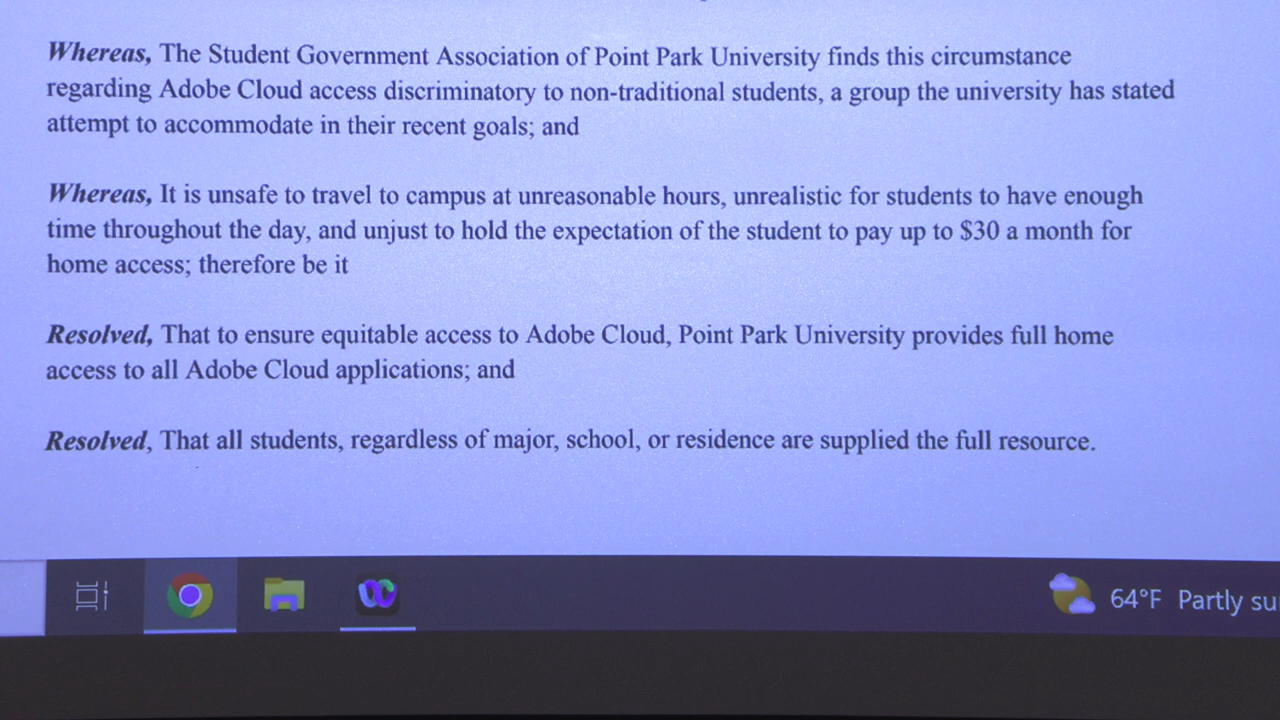 Whereas, The Student Government Association of Point Park University finds this circumstance
regarding Adobe Cloud access discriminatory to non-traditional students, a group the university has stated
attempt to accommodate in their recent goals; and
Whereas, It is unsafe to travel to campus at unreasonable hours, unrealistic for students to have enough
time throughout the day, and unjust to hold the expectation of the student to pay up to $30 a month for
home access; therefore be it
Resolved, That to ensure equitable access to Adobe Cloud, Point Park University provides full home
access to all Adobe Cloud applications; and
Resolved, That all students, regardless of major, school, or residence are supplied the full resource.
64°F Partly su